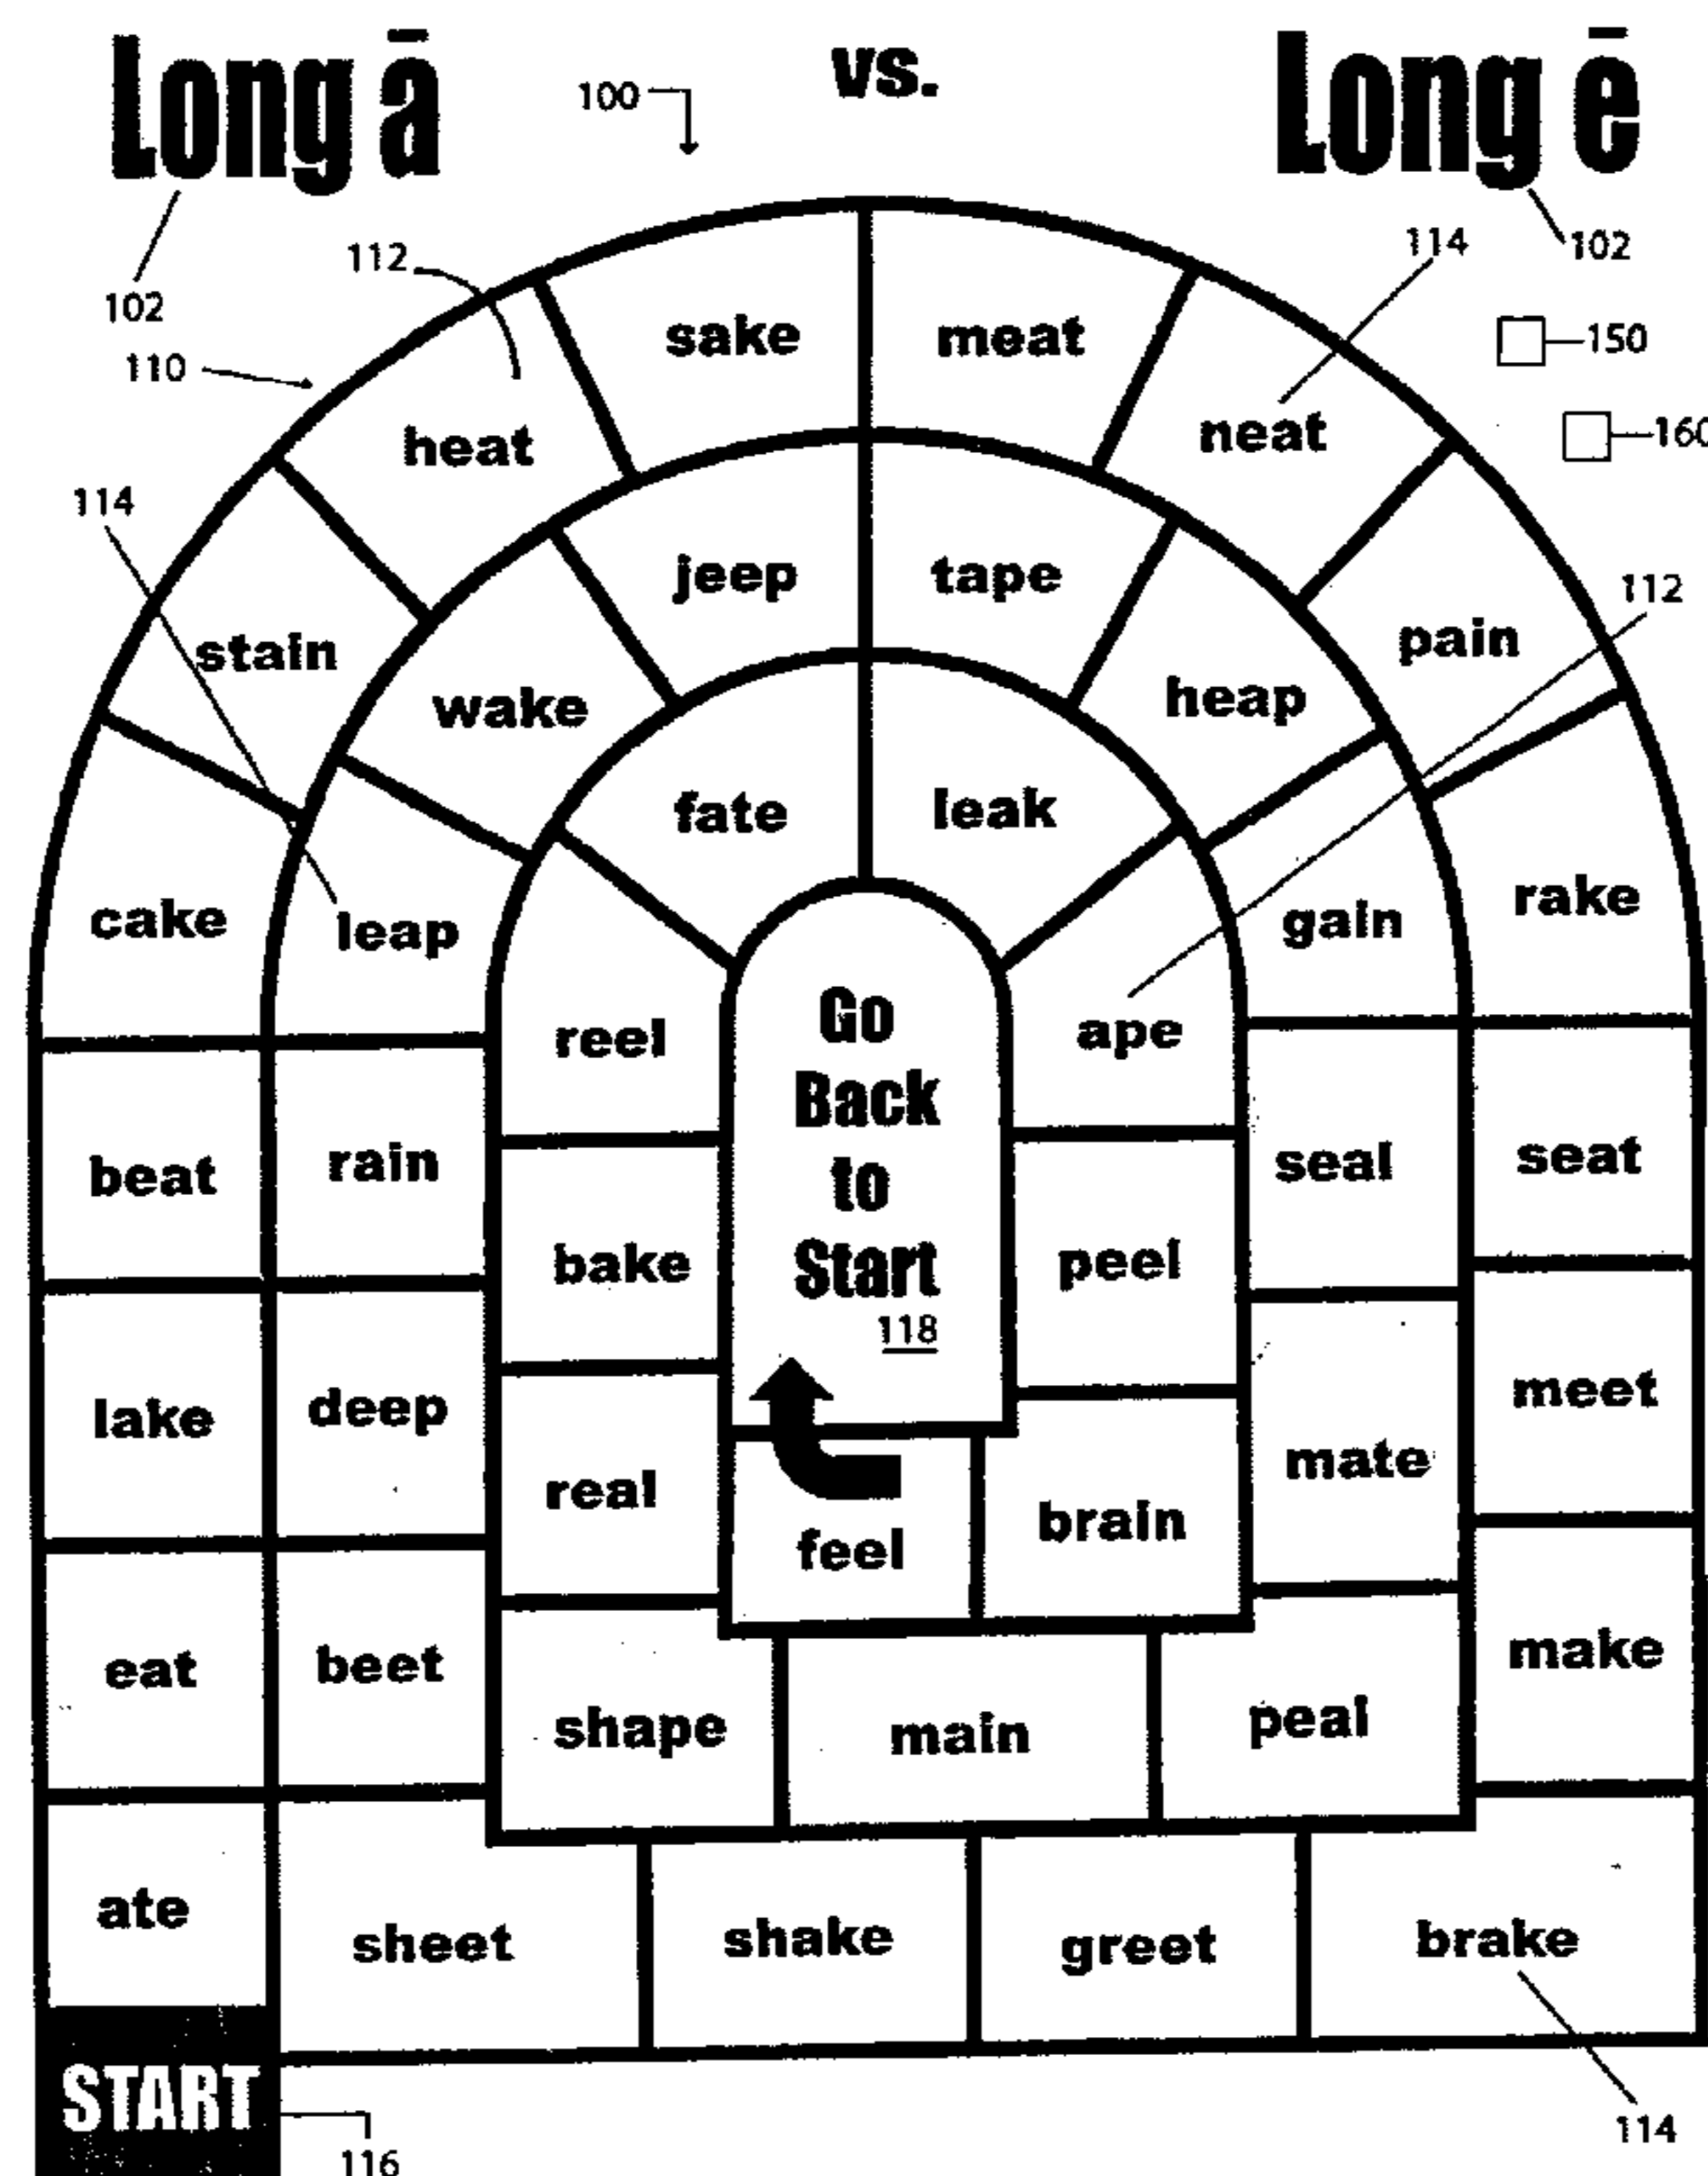 Long ā vs. Long ē
100
102
102
112
114
110
150
160
sake meat
heat neat
114
jeep tape
112
stain pain
wake heap
fate leak
cake leap gain rake
reel Go ape
Back
beat rain to seal seat
bake Start peel
118
lake deep meet
real mate
feel brain
eat beet make
shape main peal
ate
sheet shake greet brake
START
116
114